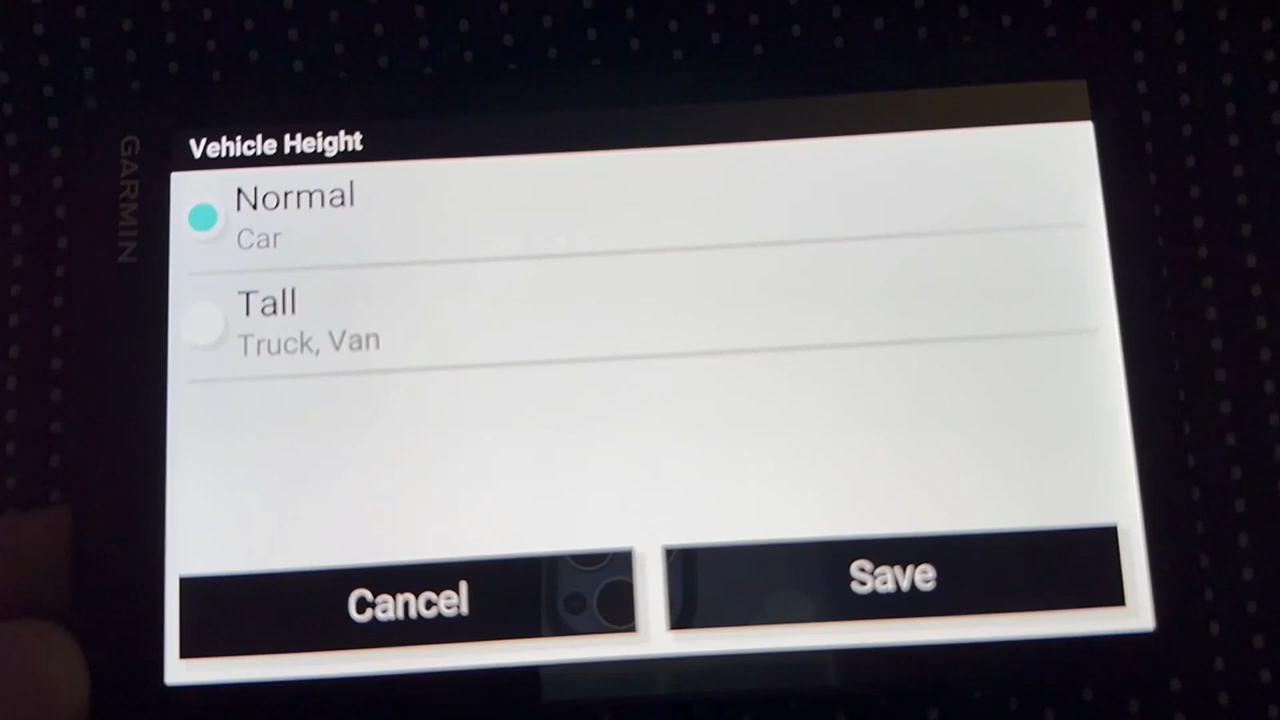 GARMIN
Vehicle Height
Normal
Car
Tall
Truck, Van
Cancel
Save